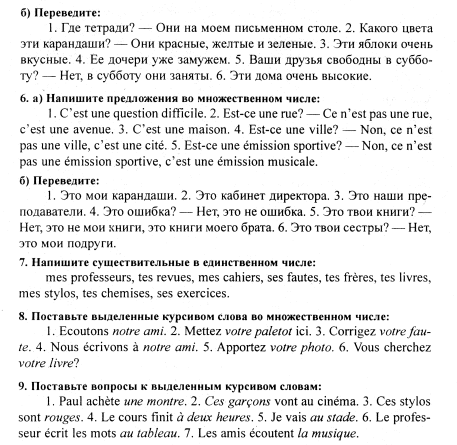 б) Переведите:
1. Где тетради? — Они на моем письменном столе. 2. Какого цвета
эти карандаши? — Они красные, желтые и зеленые. 3. Эти яблоки очень
вкусные. 4. Ее дочери уже замужем. 5. Ваши друзья свободны в суббо-
ту? — Нет, в субботу они заняты. 6. Эти дома очень высокие.
6. а) Напишите предложения во множественном числе:
1. C'est une question difficile. 2. Est-ce une rue? — Ce n'est pas une rue,
c'est une avenue. 3. C'est une maison. 4. Est-ce une ville? — Non, ce n'est
pas une ville, c'est une cité. 5. Est-ce une émission sportive? — Non, ce n'est
pas une émission sportive, c'est une émission musicale.
б) Переведите:
1. Это мои карандаши. 2. Это кабинет директора. 3. Это наши пре-
подаватели. 4. Это ошибка? — Нет, это не ошибка. 5. Это твои книги? —
Нет, это не мои книги, это книги моего брата. 6. Это твои сестры? — Нет,
это мои подруги.
7. Напишите существительные в единственном числе:
mes professeurs, tes revues, mes cahiers, ses fautes, tes frères, tes livres,
mes stylos, tes chemises, ses exercices.
8. Поставьте выделенные курсивом слова во множественном числе:
1. Ecoutons notre ami. 2. Mettez votre paletot ici. 3. Corrigez votre fau-
te. 4. Nous écrivons à notre ami. 5. Apportez votre photo. 6. Vous cherchez
votre livre?
9. Поставьте вопросы к выделенным курсивом словам:
1. Paul achète une montre. 2. Ces garçons vont au cinéma. 3. Ces stylos
sont rouges. 4. Le cours finit à deux heures. 5. Je vais au stade. 6. Le profes-
seur écrit les mots au tableau. 7. Les amis écoutent la musique.